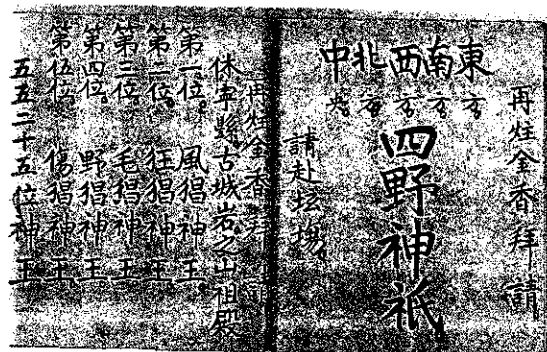 再炷金香拜請
東南西北中
方方方方央
四野神祇
請赴坛場
再炷金香拜請
休寧縣古城岩之山祖殿
第一位風猖神王
第二位狂猖神王
第三位毛猖神王
第四位野猖神王
第伍位傷猖神王
五五二十五位神王